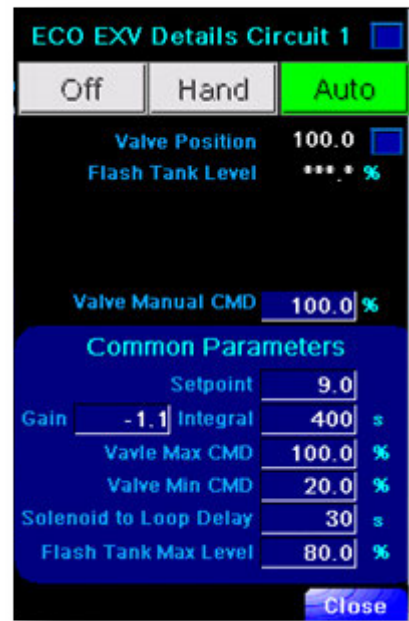 ECO EXV Details Circuit 1
Off Hand Auto
Valve Position 100.0
Flash Tank Level ***.* %
Valve Manual CMD 100.0 %
Common Parameters
Setpoint 9.0
Gain -1.1 Integral 400 s
Vavle Max CMD 100.0 %
Valve Min CMD 20.0 %
Solenoid to Loop Delay 30 s
Flash Tank Max Level 80.0 %
Close